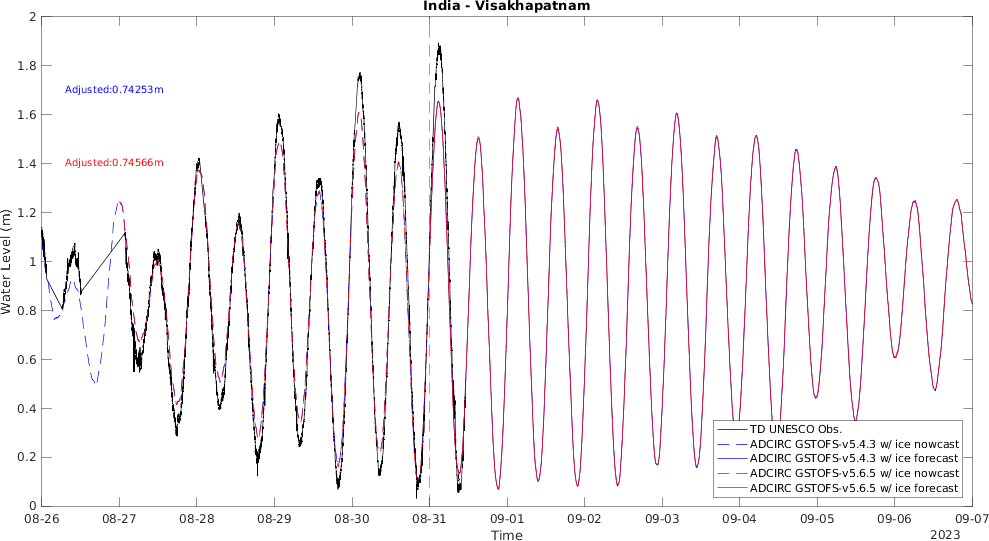 India - Visakhapatnam
2
1.8
1.6
1.4
1.2
1
0.8
0.6
0.4
0.2
0
Water Level (m)
Adjusted:0.74253m
Adjusted:0.74566m
TD UNESCO Obs.
ADCIRC GSTOFS-v5.4.3 w/ ice nowcast
ADCIRC GSTOFS-v5.4.3 w/ ice forecast
ADCIRC GSTOFS-v5.6.5 w/ ice nowcast
ADCIRC GSTOFS-v5.6.5 w/ ice forecast
08-26 08-27 08-28 08-29 08-30 08-31 09-01 09-02 09-03 09-04 09-05 09-06 09-07
Time
2023